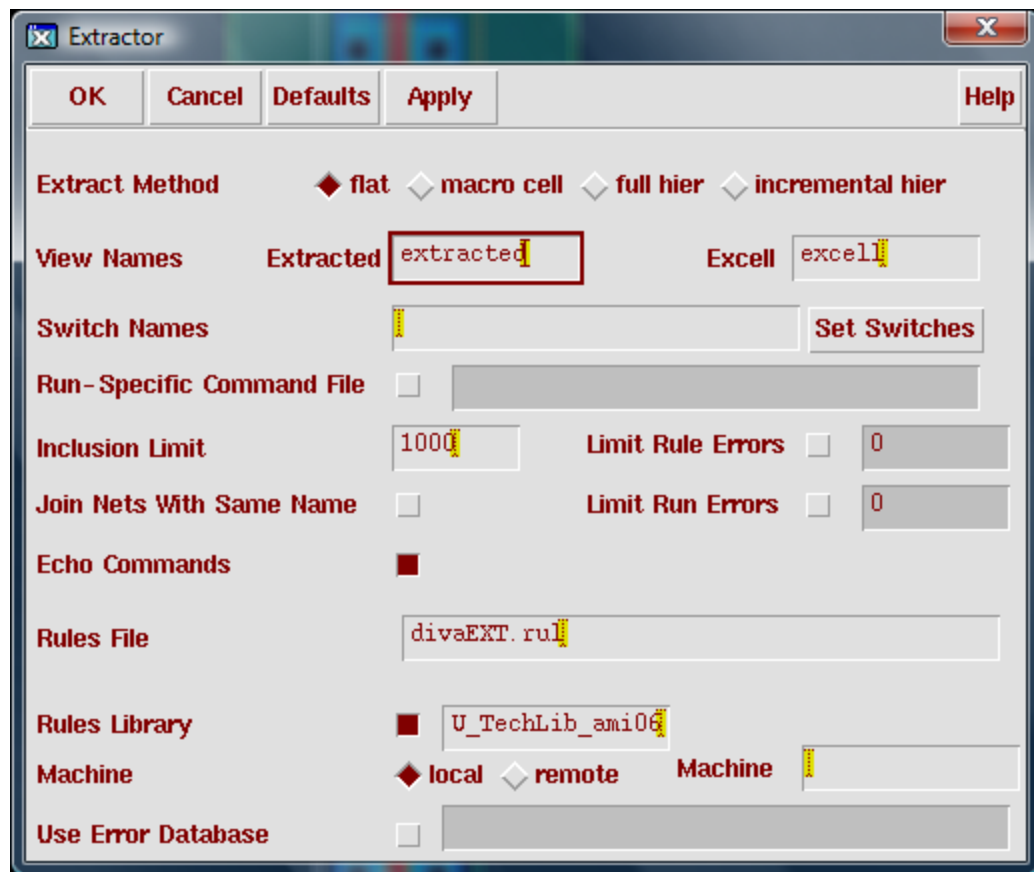 Extractor
OK Cancel Defaults Apply Help
Extract Method flat macro cell full hier incremental hier
View Names Extracted extracted Excell excell
Switch Names Set Switches
Run-Specific Command File
Inclusion Limit 1000 Limit Rule Errors 0
Join Nets With Same Name Limit Run Errors 0
Echo Commands
Rules File divaEXT.rul
Rules Library U_TechLib_ami06
Machine local remote Machine
Use Error Database